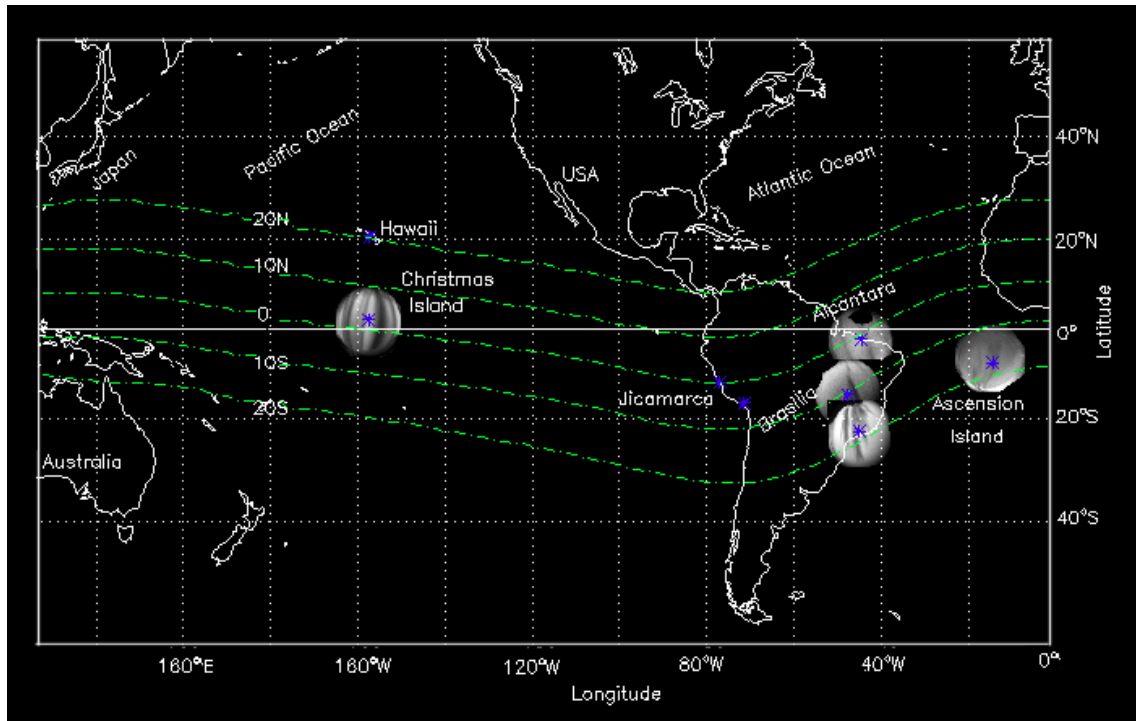 Japan
Pacific Ocean
USA
Atlantic Ocean
40°N
20N
Hawaii
20°N
10N
Christmas
Island
Alcantara
0
0°
Latitude
10S
Jicamarca
Brasilia
Ascension
Island
20S
20°S
Australia
40°S
160°E
160°W
120°W
80°W
40°W
0°
Longitude